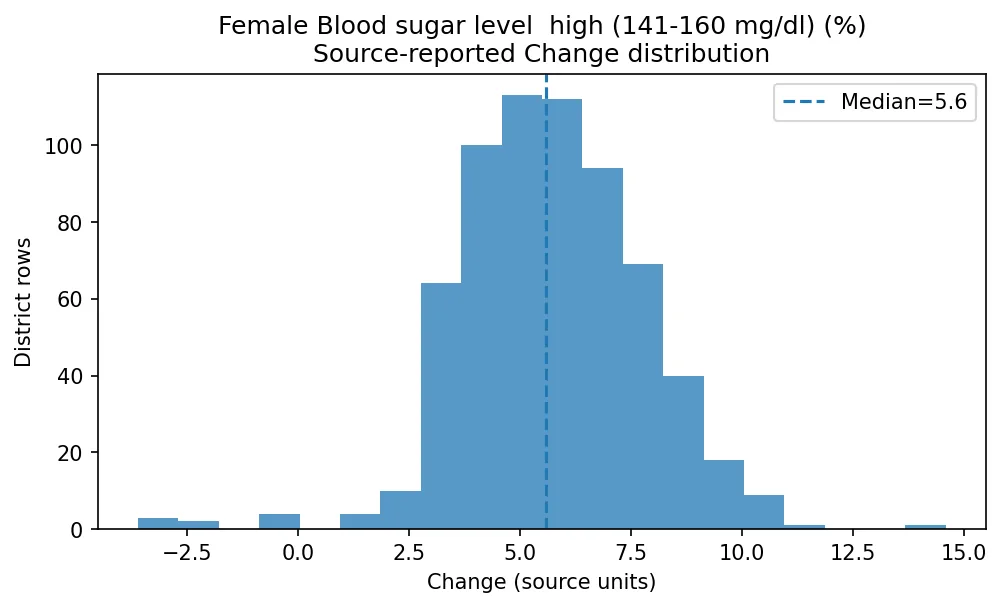 Female Blood sugar level  high (141-160 mg/dl) (%)
Source-reported Change distribution
Median=5.6
District rows
100
80
60
40
20
0
−2.5
0.0
2.5
5.0
7.5
10.0
12.5
15.0
Change (source units)